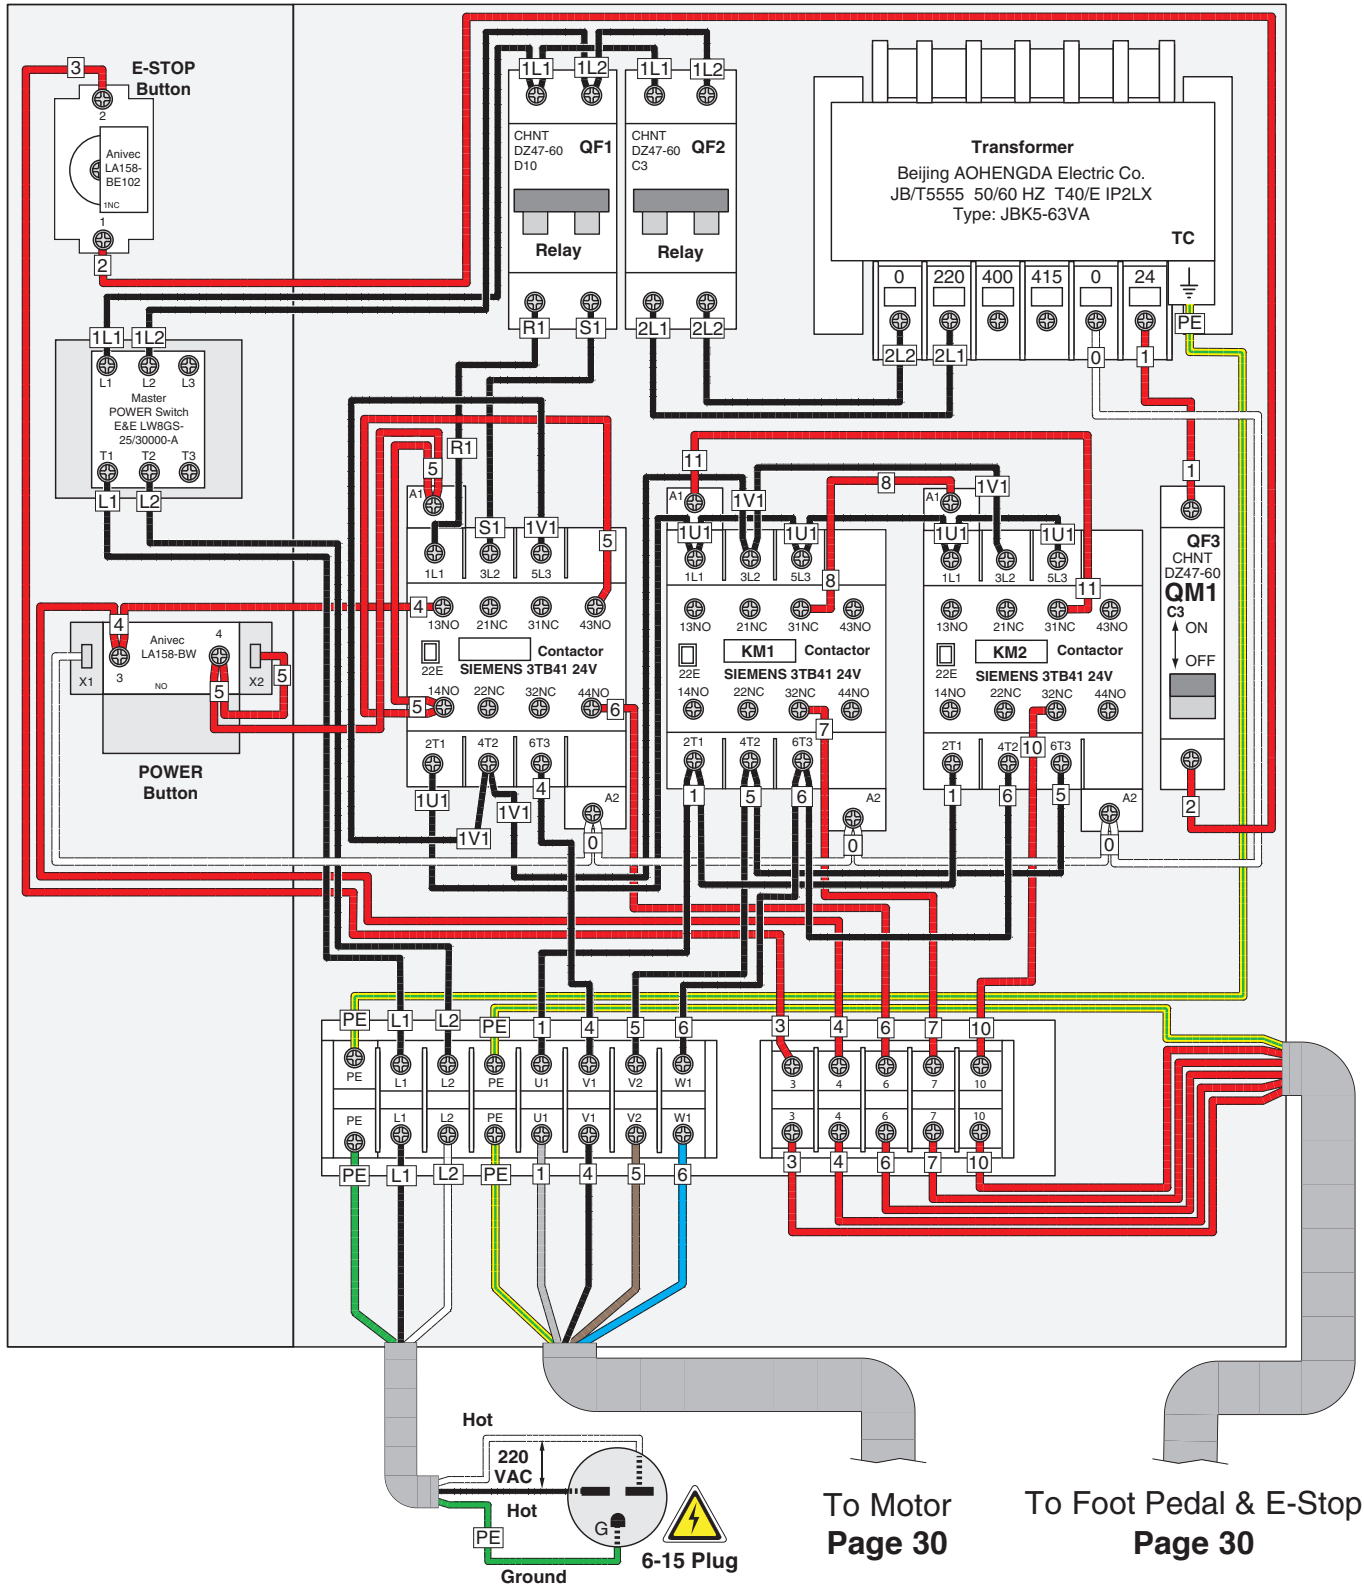 3
E-STOP
Button
2
Anivec
LA158-
BE102
1NC
1
2
1L1
1L2
1L1
1L2
CHNT
DZ47-60
D10
QF1
Relay
CHNT
DZ47-60
C3
QF2
Relay
R1
S1
2L1
2L2
Transformer
Beijing AOHENGDA Electric Co.
JB/T5555 50/60 HZ T40/E IP2LX
Type: JBK5-63VA
TC
0
220
400
415
0
24
PE
2L2
2L1
0
1
1L1
1L2
L1
L2
L3
Master
POWER Switch
E&E LW8GS-
25/30000-A
T1
T2
T3
L1
L2
R1
5
S1
1V1
5
A1
1L1
3L2
5L3
4
13NO
21NC
31NC
43NO
22E
Contactor
SIEMENS 3TB41 24V
14NO
22NC
32NC
44NO
5
6
2T1
4T2
6T3
1U1
1V1
1V1
4
A2
0
11
A1
1V1
8
1U1
1U1
1L1
3L2
5L3
8
13NO
21NC
31NC
43NO
KM1
Contactor
22E
SIEMENS 3TB41 24V
14NO
22NC
32NC
44NO
7
2T1
4T2
6T3
1
5
6
A2
0
A1
1V1
1U1
1U1
1L1
3L2
5L3
11
13NO
21NC
31NC
43NO
KM2
Contactor
22E
SIEMENS 3TB41 24V
14NO
22NC
32NC
44NO
10
2T1
4T2
6T3
1
6
5
A2
0
1
QF3
CHNT
DZ47-60
QM1
C3
ON
OFF
2
4
Anivec
LA158-BW
4
3
NO
X1
X2
5
5
POWER
Button
PE
L1
L2
PE
1
4
5
6
PE
L1
L2
PE
U1
V1
V2
W1
PE
L1
L2
PE
U1
V1
V2
W1
PE
L1
L2
PE
1
4
5
6
3
4
6
7
10
3
4
6
7
10
3
4
6
7
10
3
4
6
7
10
Hot
220
VAC
Hot
G
PE
Ground
6-15 Plug
To Motor
Page 30
To Foot Pedal & E-Stop
Page 30